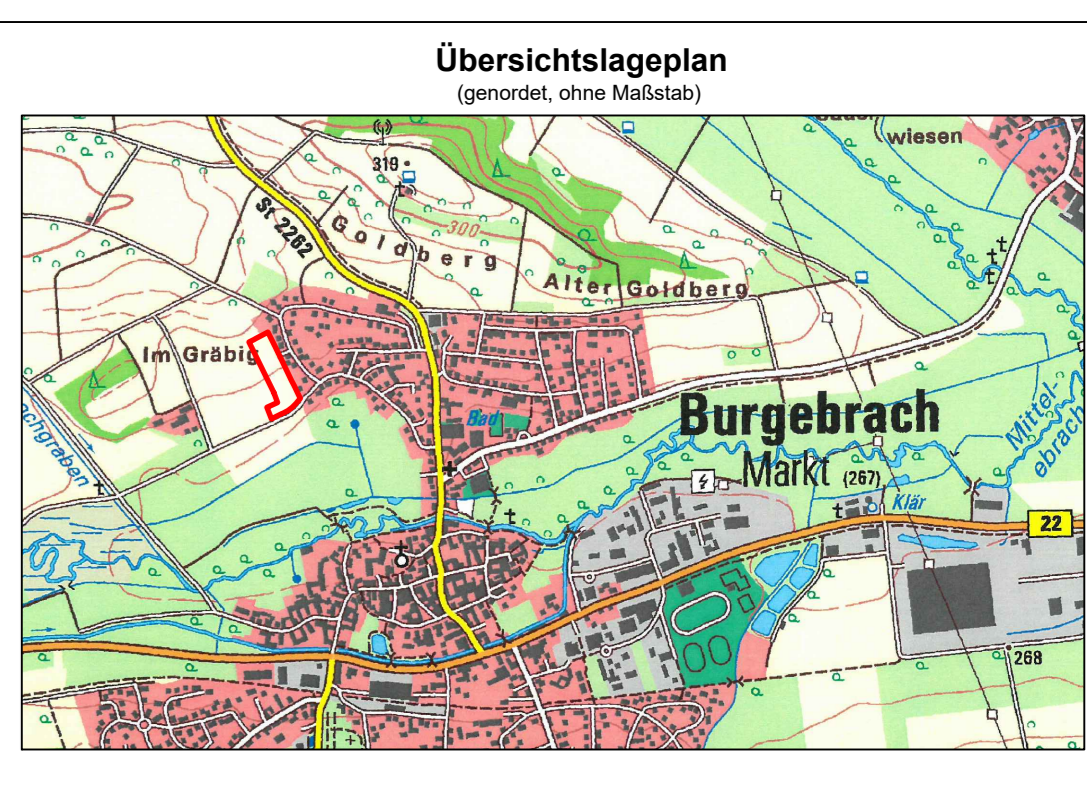 Übersichtslageplan
(genordet, ohne Maßstab)
wiesen
319
St 2262
Goldberg
300
Alter Goldberg
Im Gräbig
Bad
Burgebrach
Markt (267)
Mittel-
ebrach
Klär
22
268